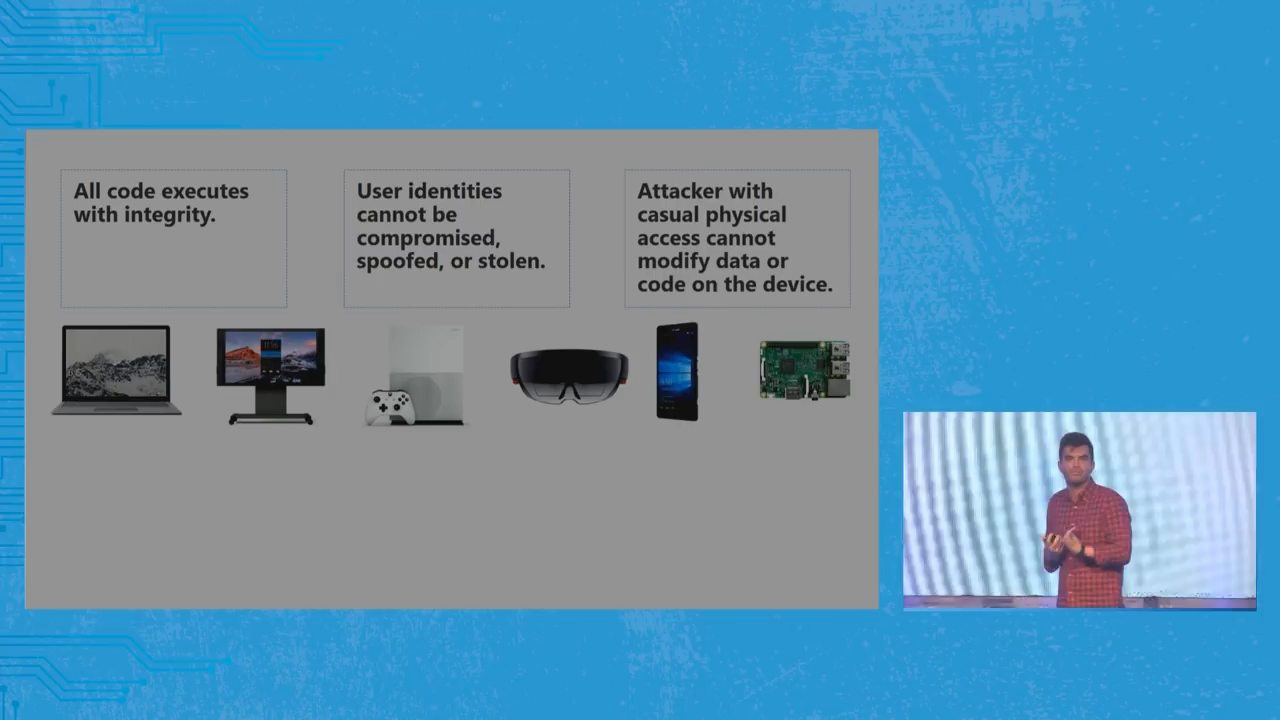 All code executes
with integrity.
User identities
cannot be
compromised,
spoofed, or stolen.
Attacker with
casual physical
access cannot
modify data or
code on the device.